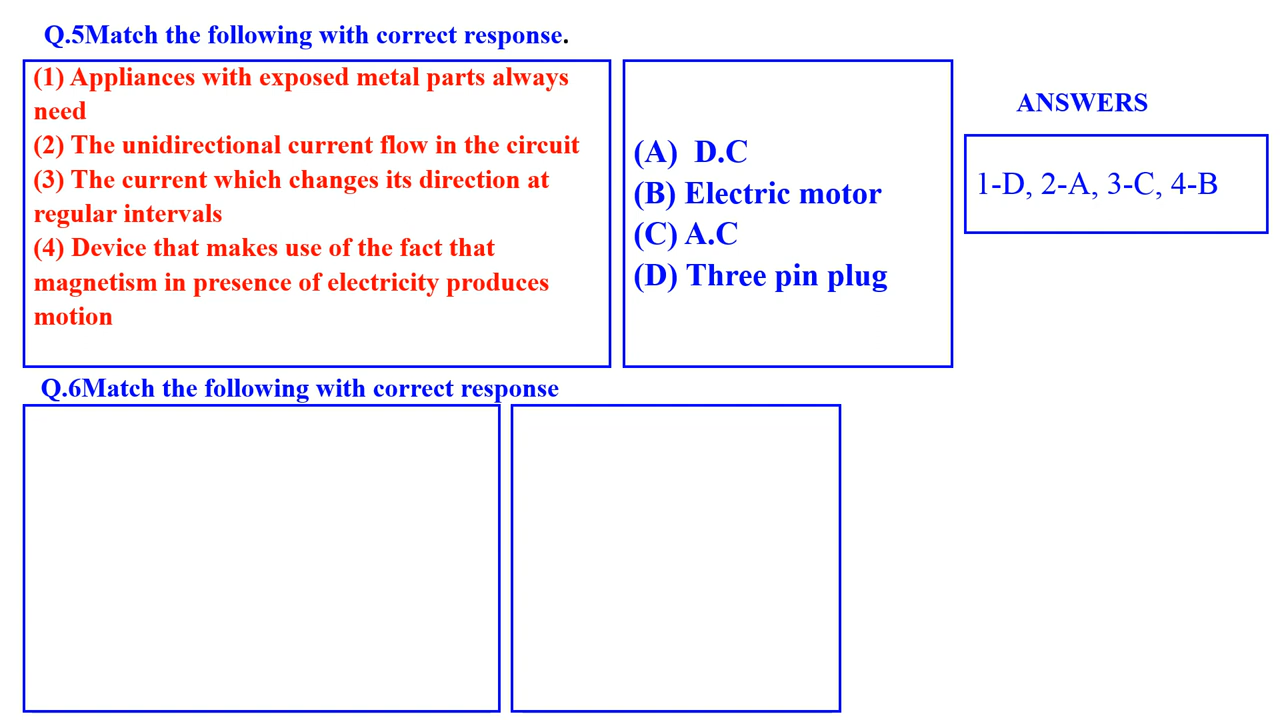 Q.5Match the following with correct response.
(1) Appliances with exposed metal parts always
need
(2) The unidirectional current flow in the circuit
(3) The current which changes its direction at
regular intervals
(4) Device that makes use of the fact that
magnetism in presence of electricity produces
motion
(A) D.C
(B) Electric motor
(C) A.C
(D) Three pin plug
ANSWERS
1-D, 2-A, 3-C, 4-B
Q.6Match the following with correct response